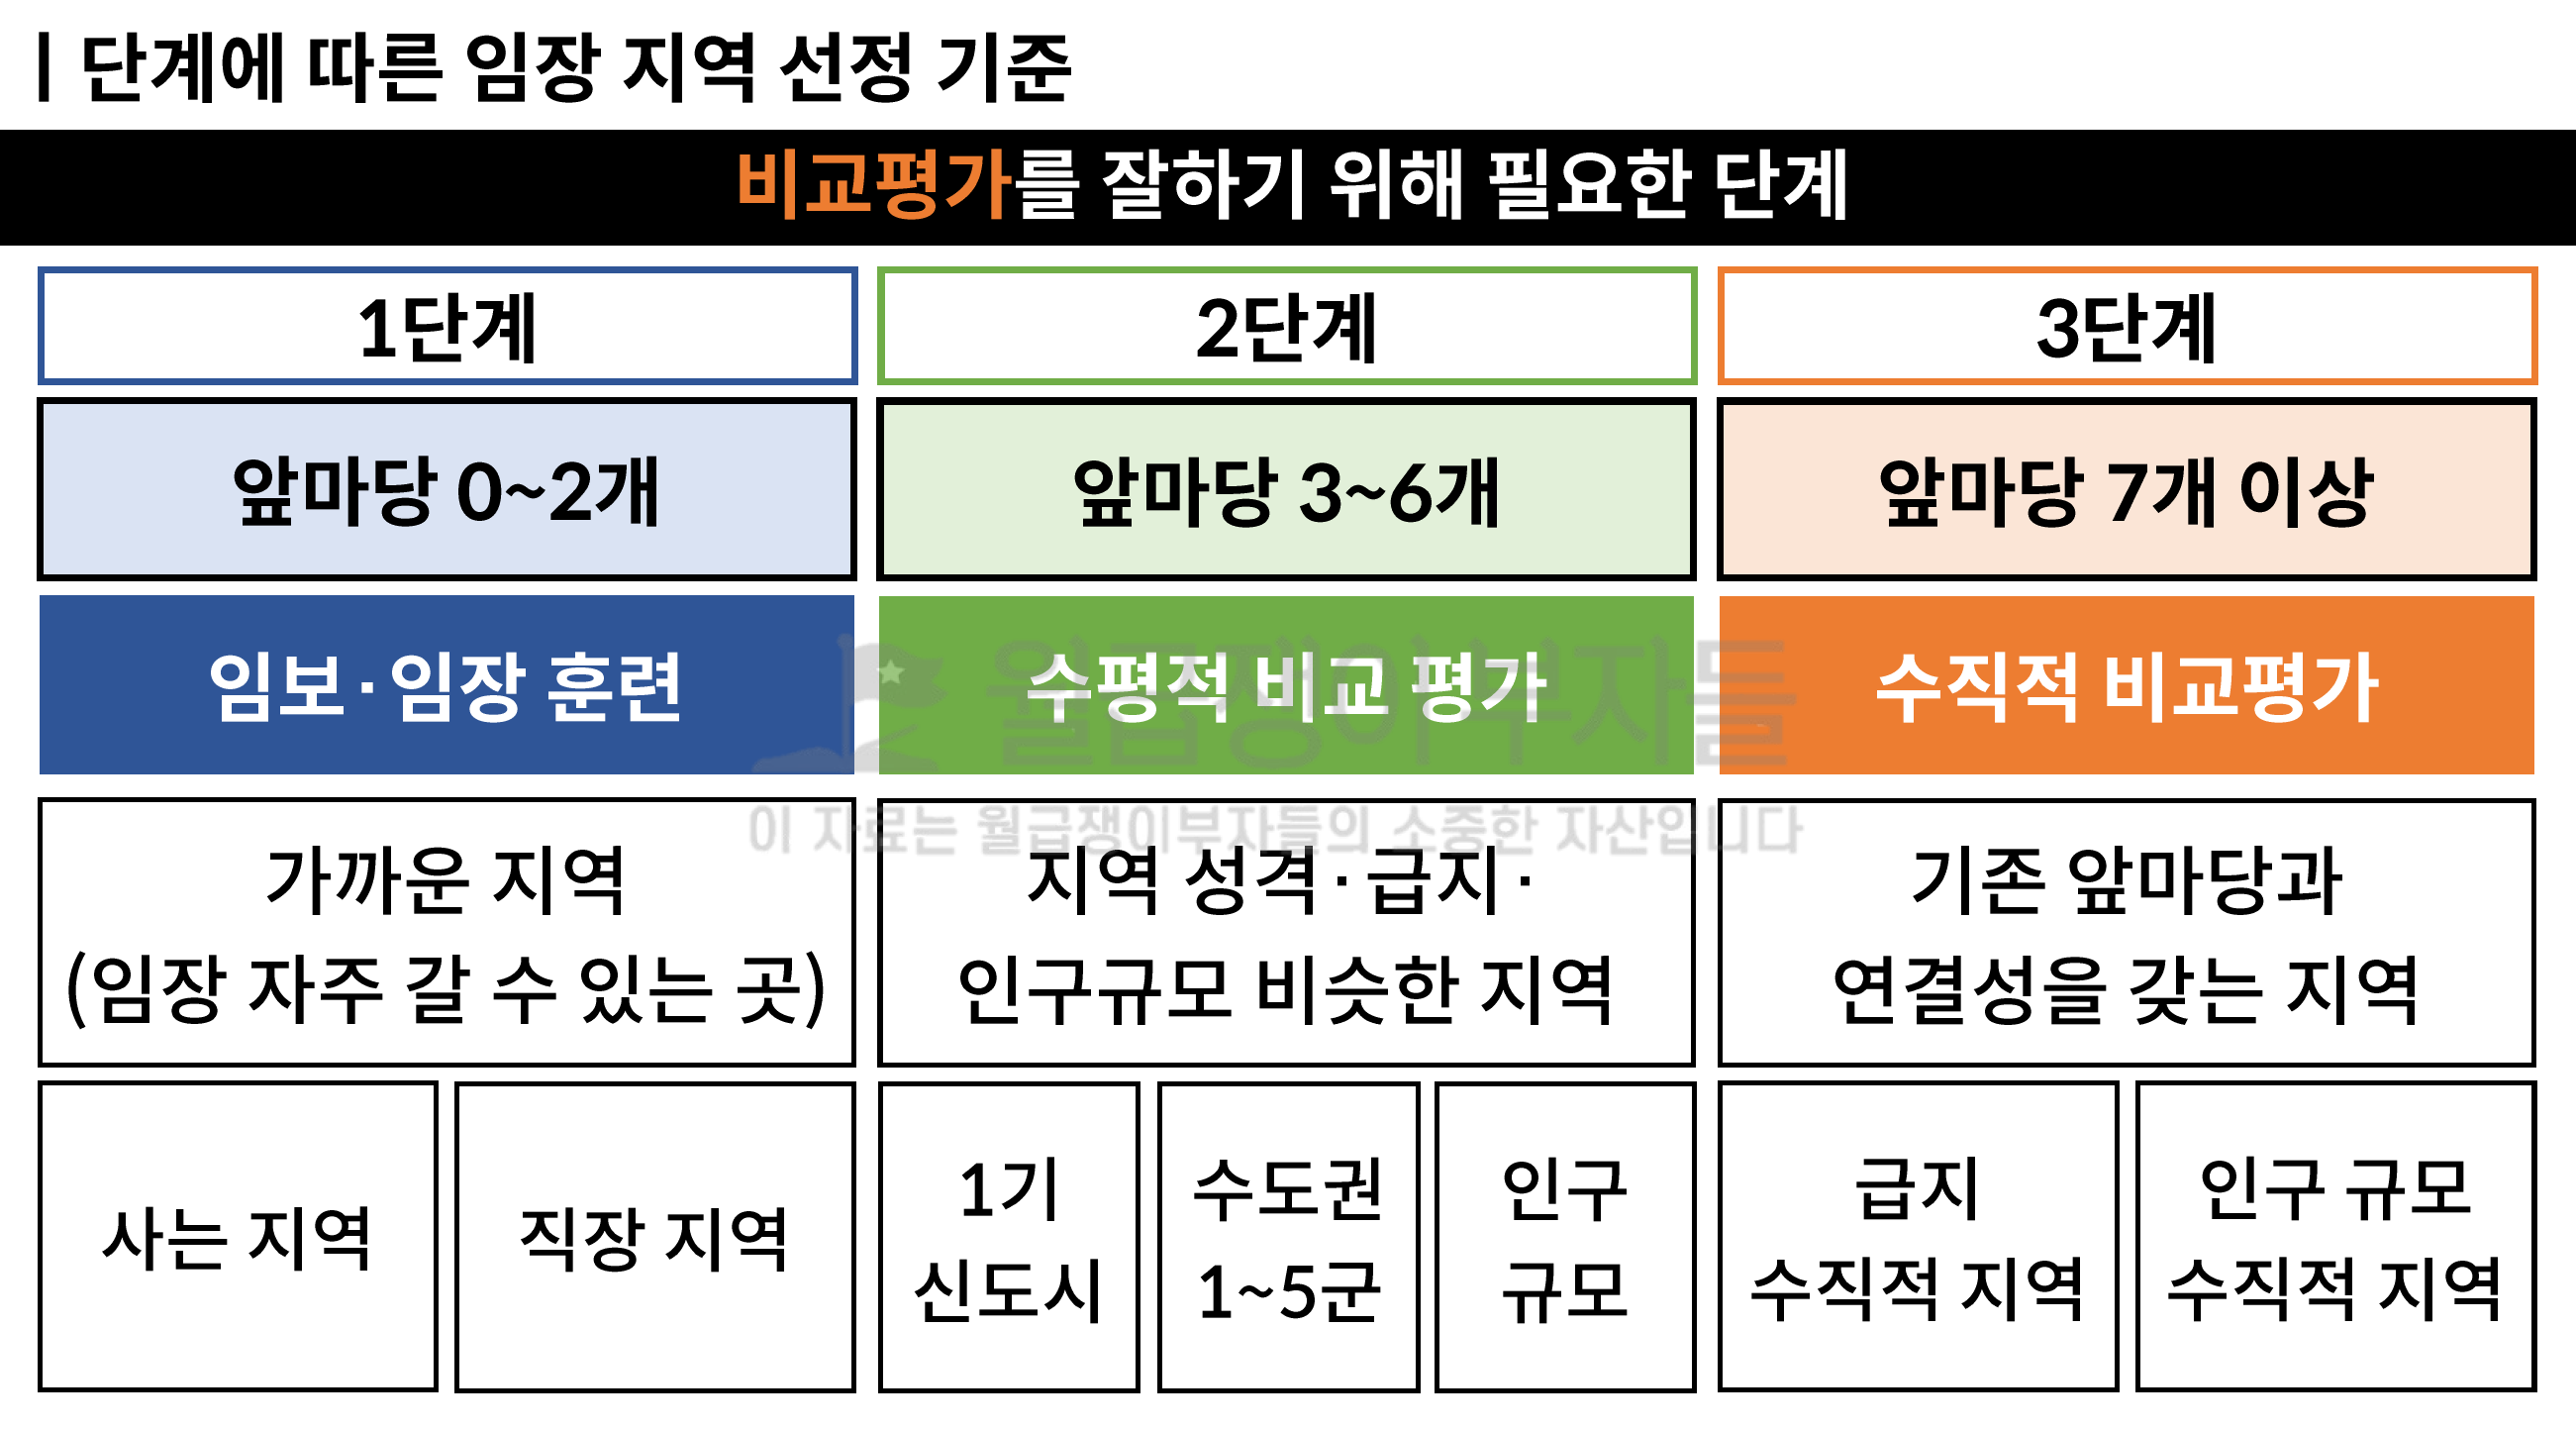 | 단계에 따른 임장 지역 선정 기준
비교평가를 잘하기 위해 필요한 단계
1단계
2단계
3단계
앞마당 0~2개
앞마당 3~6개
앞마당 7개 이상
임보·임장 훈련
수평적 비교 평가
수직적 비교평가
월급쟁이부자들
이 자료는 월급쟁이부자들의 소중한 자산입니다
가까운 지역
(임장 자주 갈 수 있는 곳)
지역 성격·급지·
인구규모 비슷한 지역
기존 앞마당과
연결성을 갖는 지역
사는 지역
직장 지역
1기
신도시
수도권
1~5군
인구
규모
급지
수직적 지역
인구 규모
수직적 지역